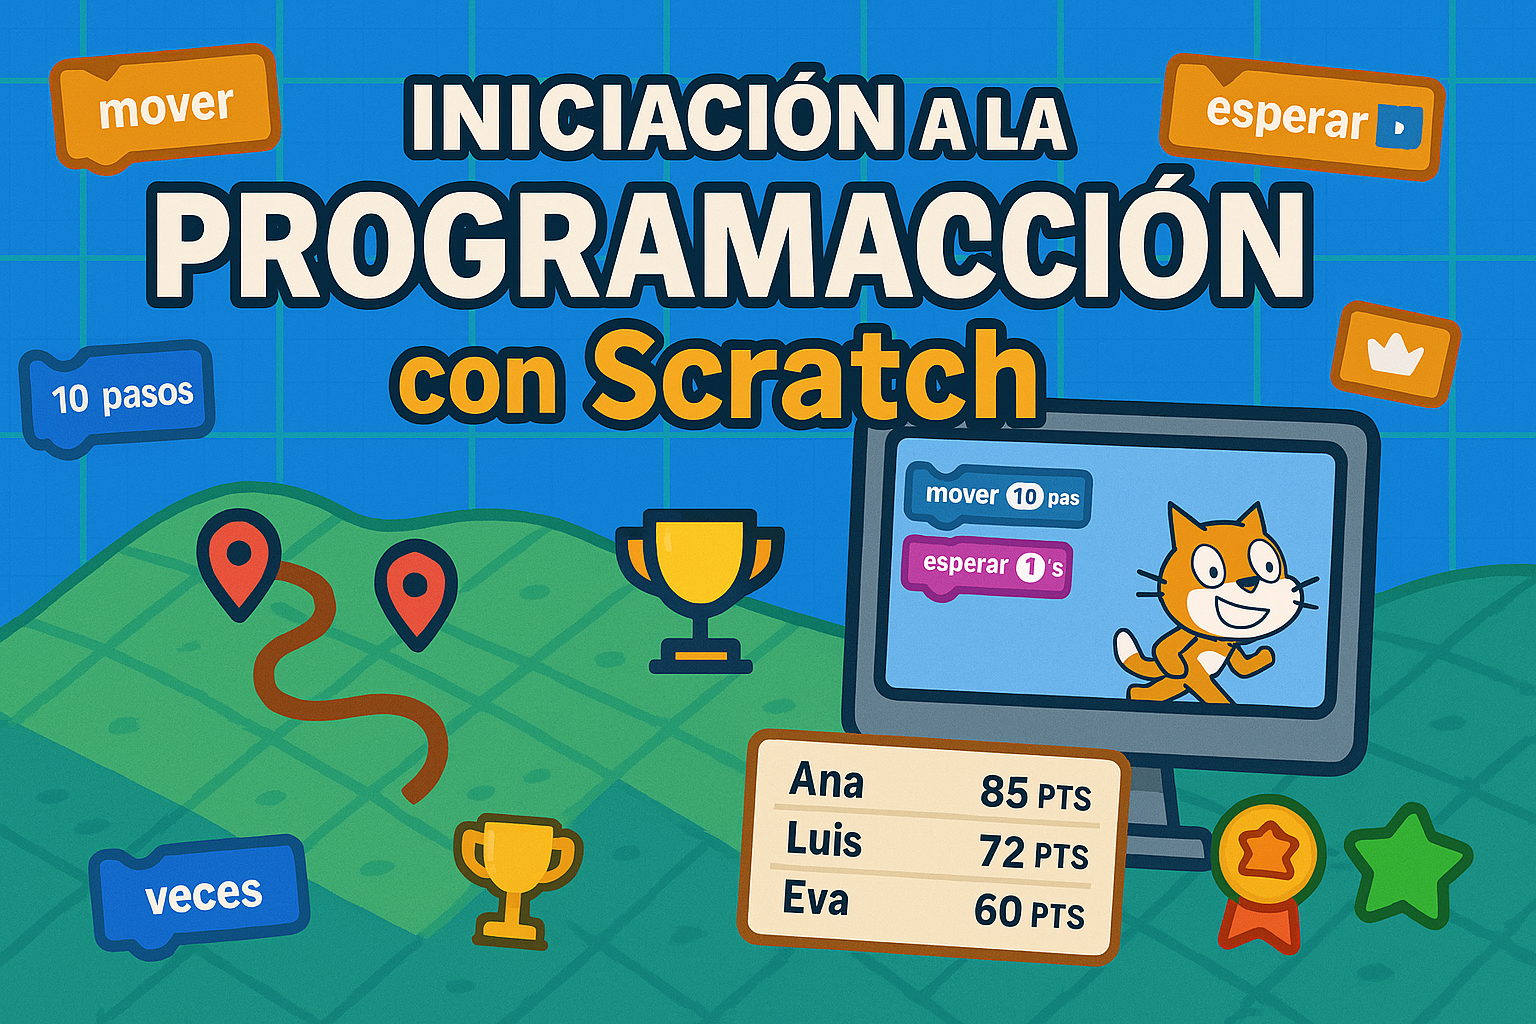 mover
INICIACIÓN A LA
esperar
PROGRAMACCIÓN
con Scratch
10 pasos
mover 10 pas
esperar 1 's
Ana 85 PTS
Luis 72 PTS
Eva 60 PTS
veces